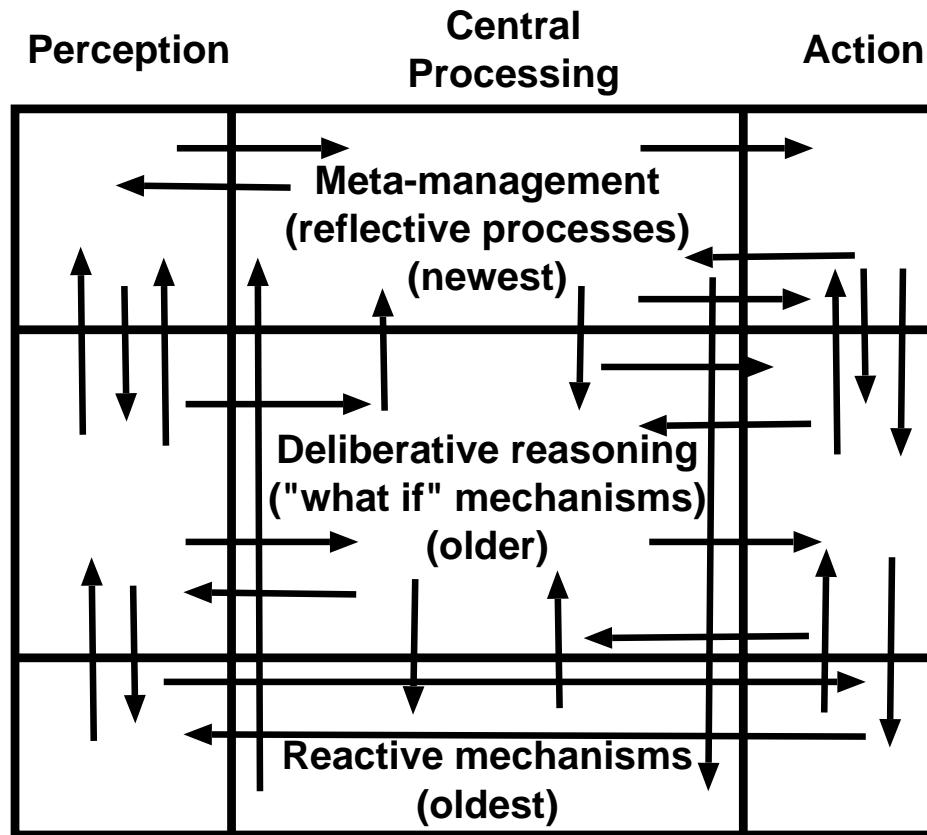 Perception
Central
Processing
Action
Meta-management
(reflective processes)
(newest)
Deliberative reasoning
("what if" mechanisms)
(older)
Reactive mechanisms
(oldest)